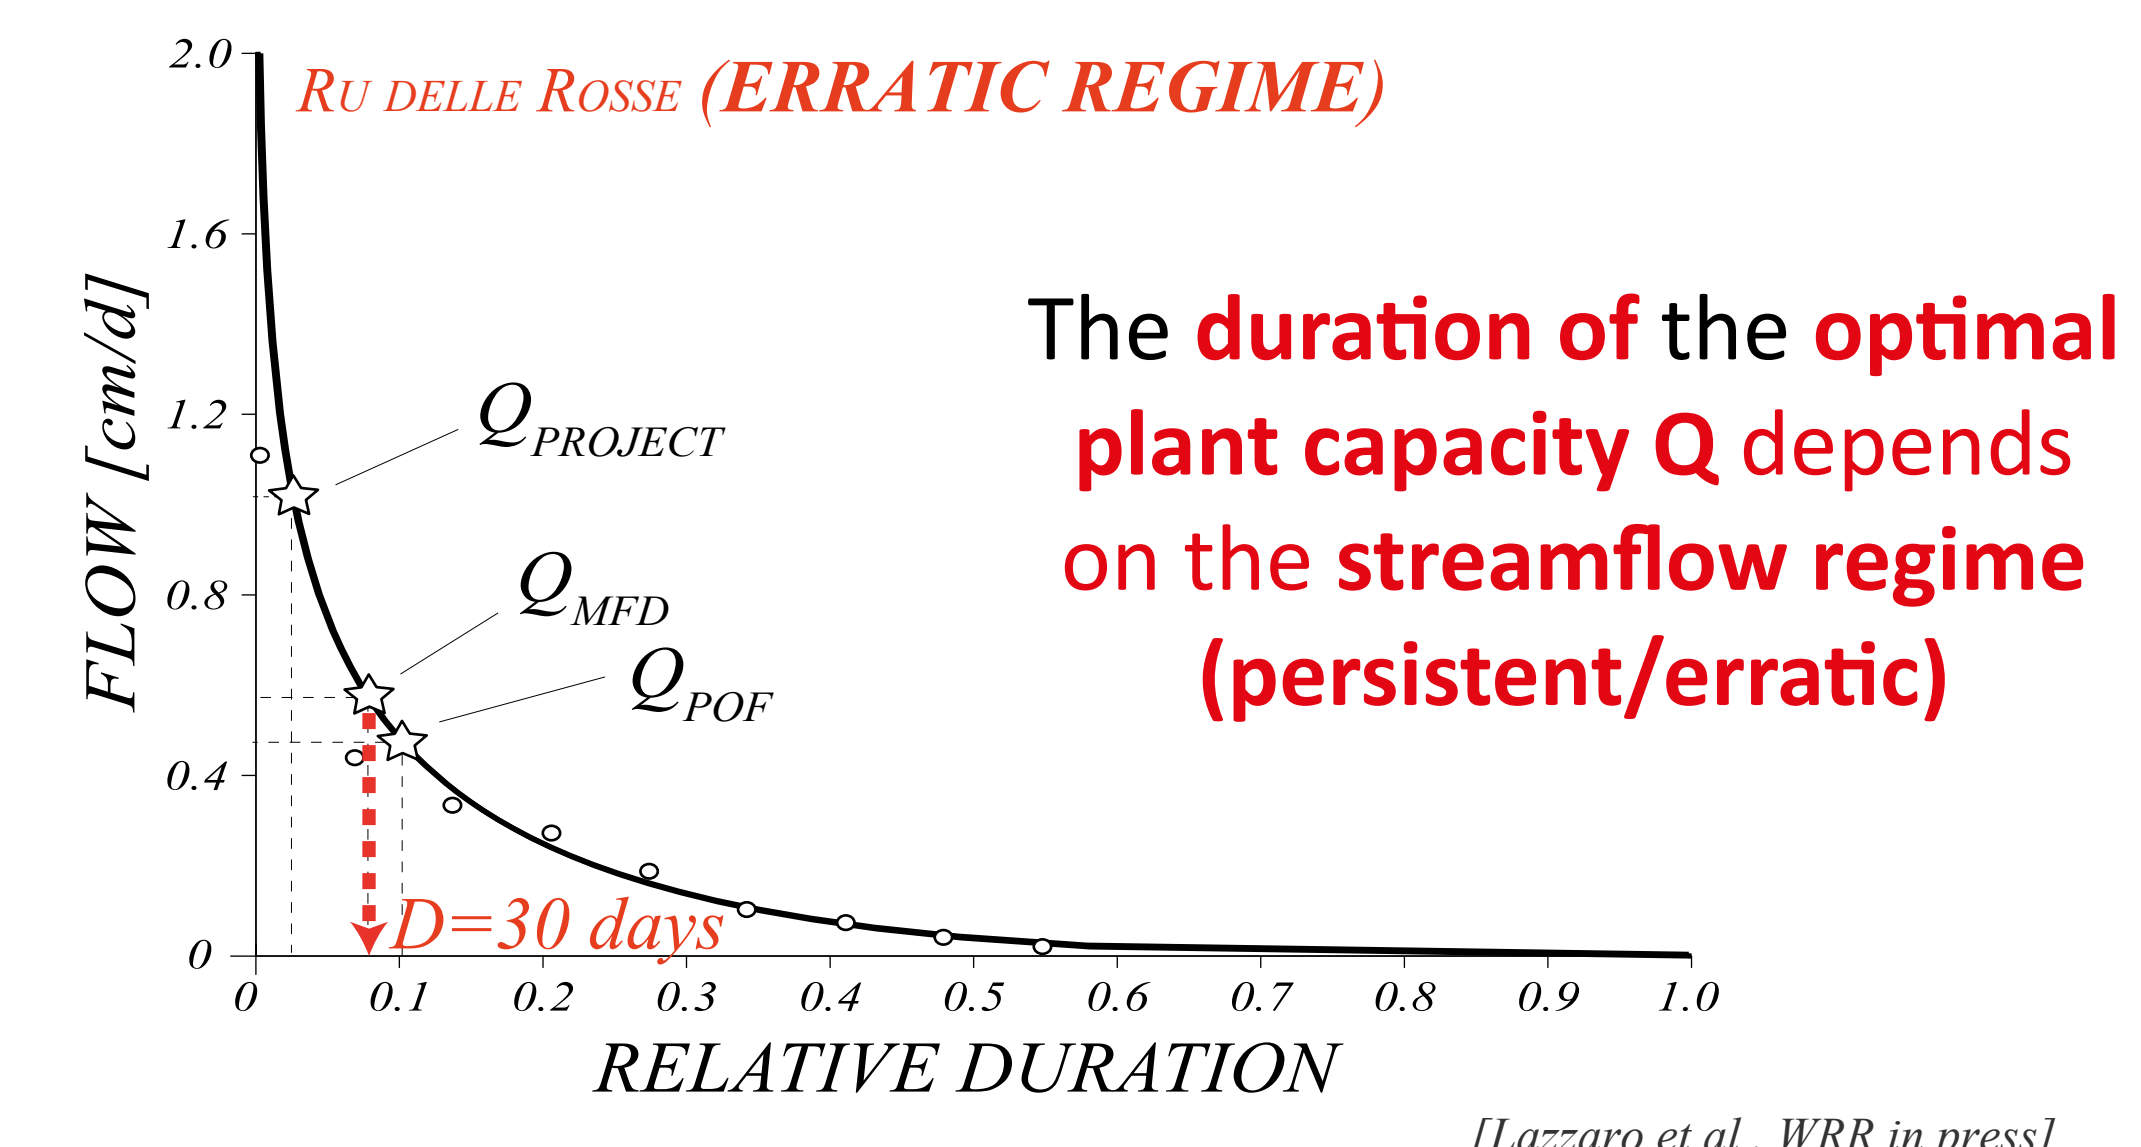 RU DELLE ROSSE (ERRATIC REGIME)
2.0
1.6
1.2
0.8
0.4
0
FLOW [cm/d]
QPROJECT
QMFD
QPOF
D=30 days
0 0.1 0.2 0.3 0.4 0.5 0.6 0.7 0.8 0.9 1.0
RELATIVE DURATION
The duration of the optimal
plant capacity Q depends
on the streamflow regime
(persistent/erratic)
[Lazzaro et al., WRR in press]